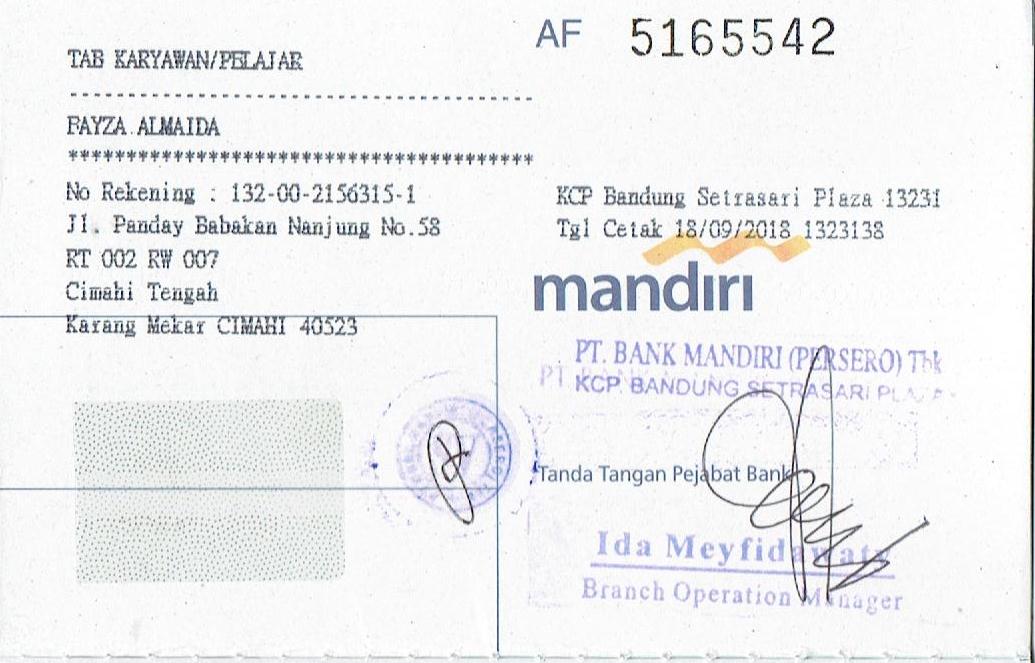 AF 5165542
TAB KARYAWAN/PELAJAR
----------------------------------------
FAYZA ALMAIDA
****************************************
No Rekening : 132-00-2156315-1
Jl. Panday Babakan Nanjung No.58
RT 002 RW 007
Cimahi Tengah
Karang Mekar CIMAHI 40523
KCP Bandung Setrasari Plaza 13231
Tgl Cetak 18/09/2018 1323138
mandırı
PT. BANK MANDIRI (PERSERO) Tbk
KCP. BANDUNG SETRASARI PLAZA
Tanda Tangan Pejabat Bank
Ida Meyfidawaty
Branch Operation Manager